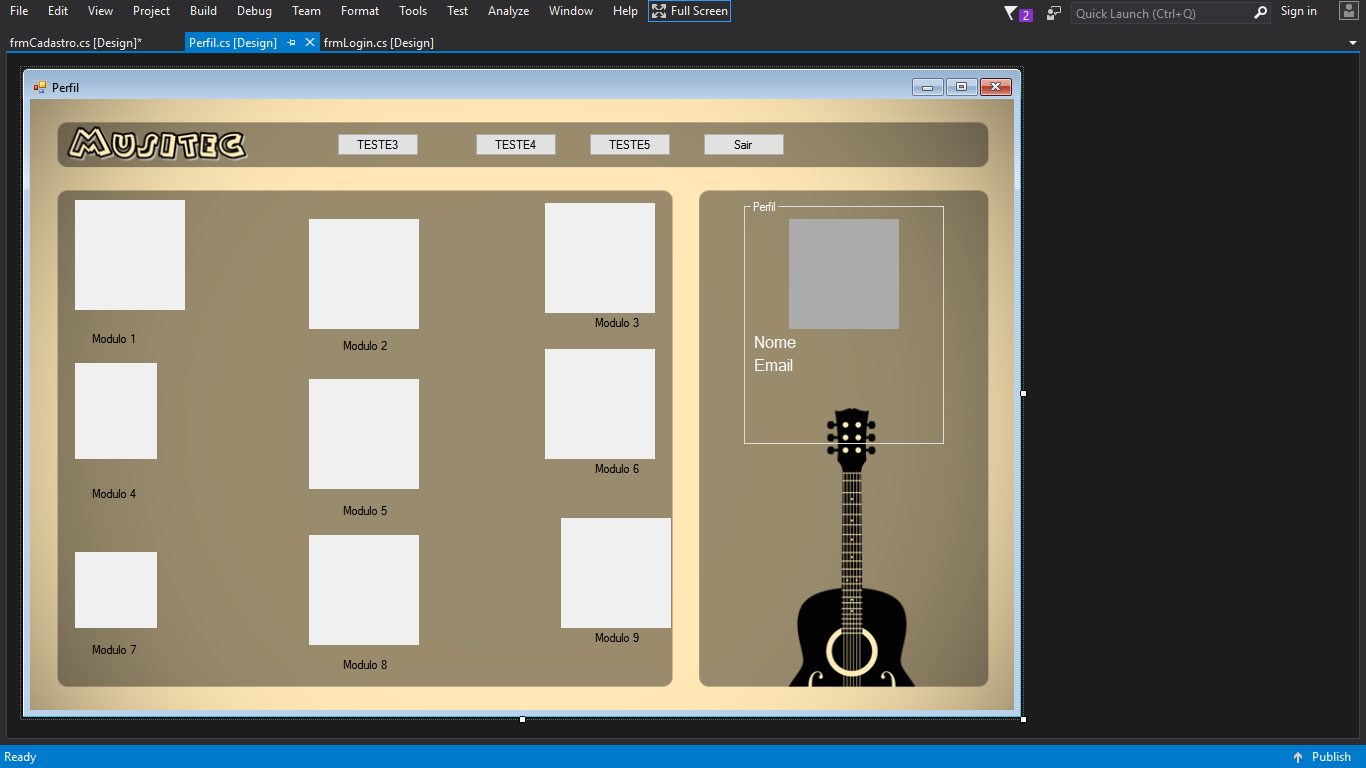 File Edit View Project Build Debug Team Format Tools Test Analyze Window Help Full Screen 2 Quick Launch (Ctrl+Q) Sign in
frmCadastro.cs [Design]* Perfil.cs [Design] frmLogin.cs [Design]
Perfil
Musitec TESTE3 TESTE4 TESTE5 Sair
Perfil
Modulo 1 Modulo 2 Modulo 3
Nome
Email
Modulo 4 Modulo 5 Modulo 6
Modulo 7 Modulo 8 Modulo 9
Ready Publish